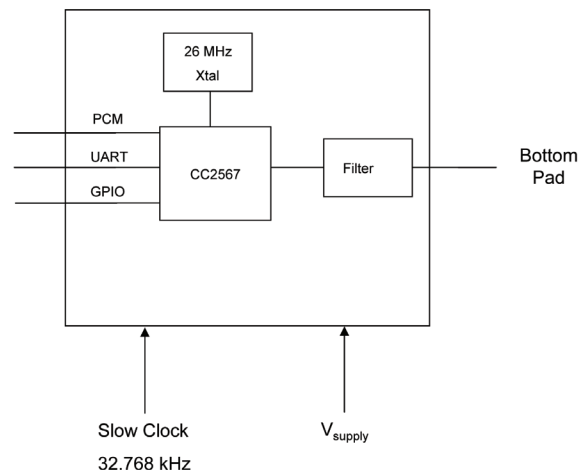 26 MHz
Xtal
PCM
UART
GPIO
CC2567
Filter
Bottom
Pad
Slow Clock
32.768 kHz
Vsupply